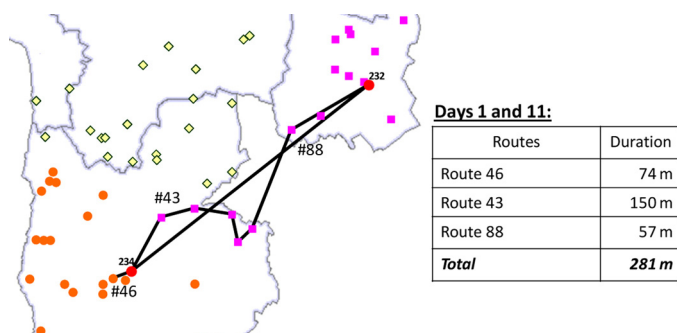 232
Days 1 and 11:
Routes Duration
#88
Route 46 74 m
#43
Route 43 150 m
Route 88 57 m
234
Total 281 m
#46